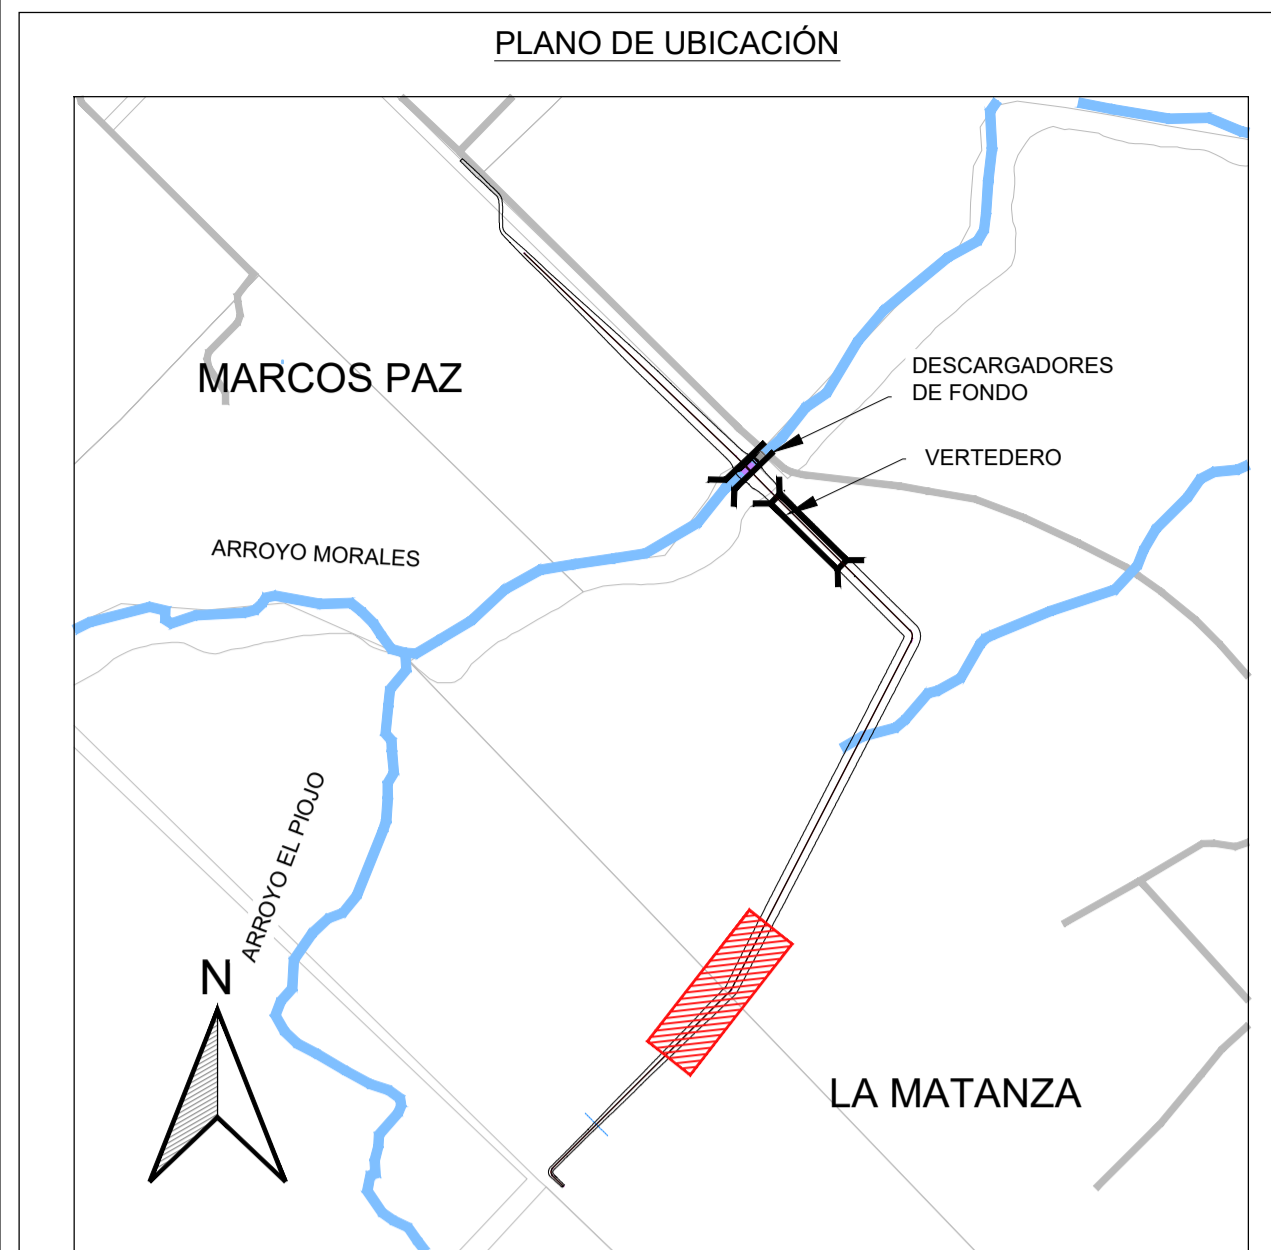 PLANO DE UBICACIÓN
MARCOS PAZ
DESCARGADORES
DE FONDO
VERTEDERO
ARROYO MORALES
ARROYO EL PIOJO
N
LA MATANZA